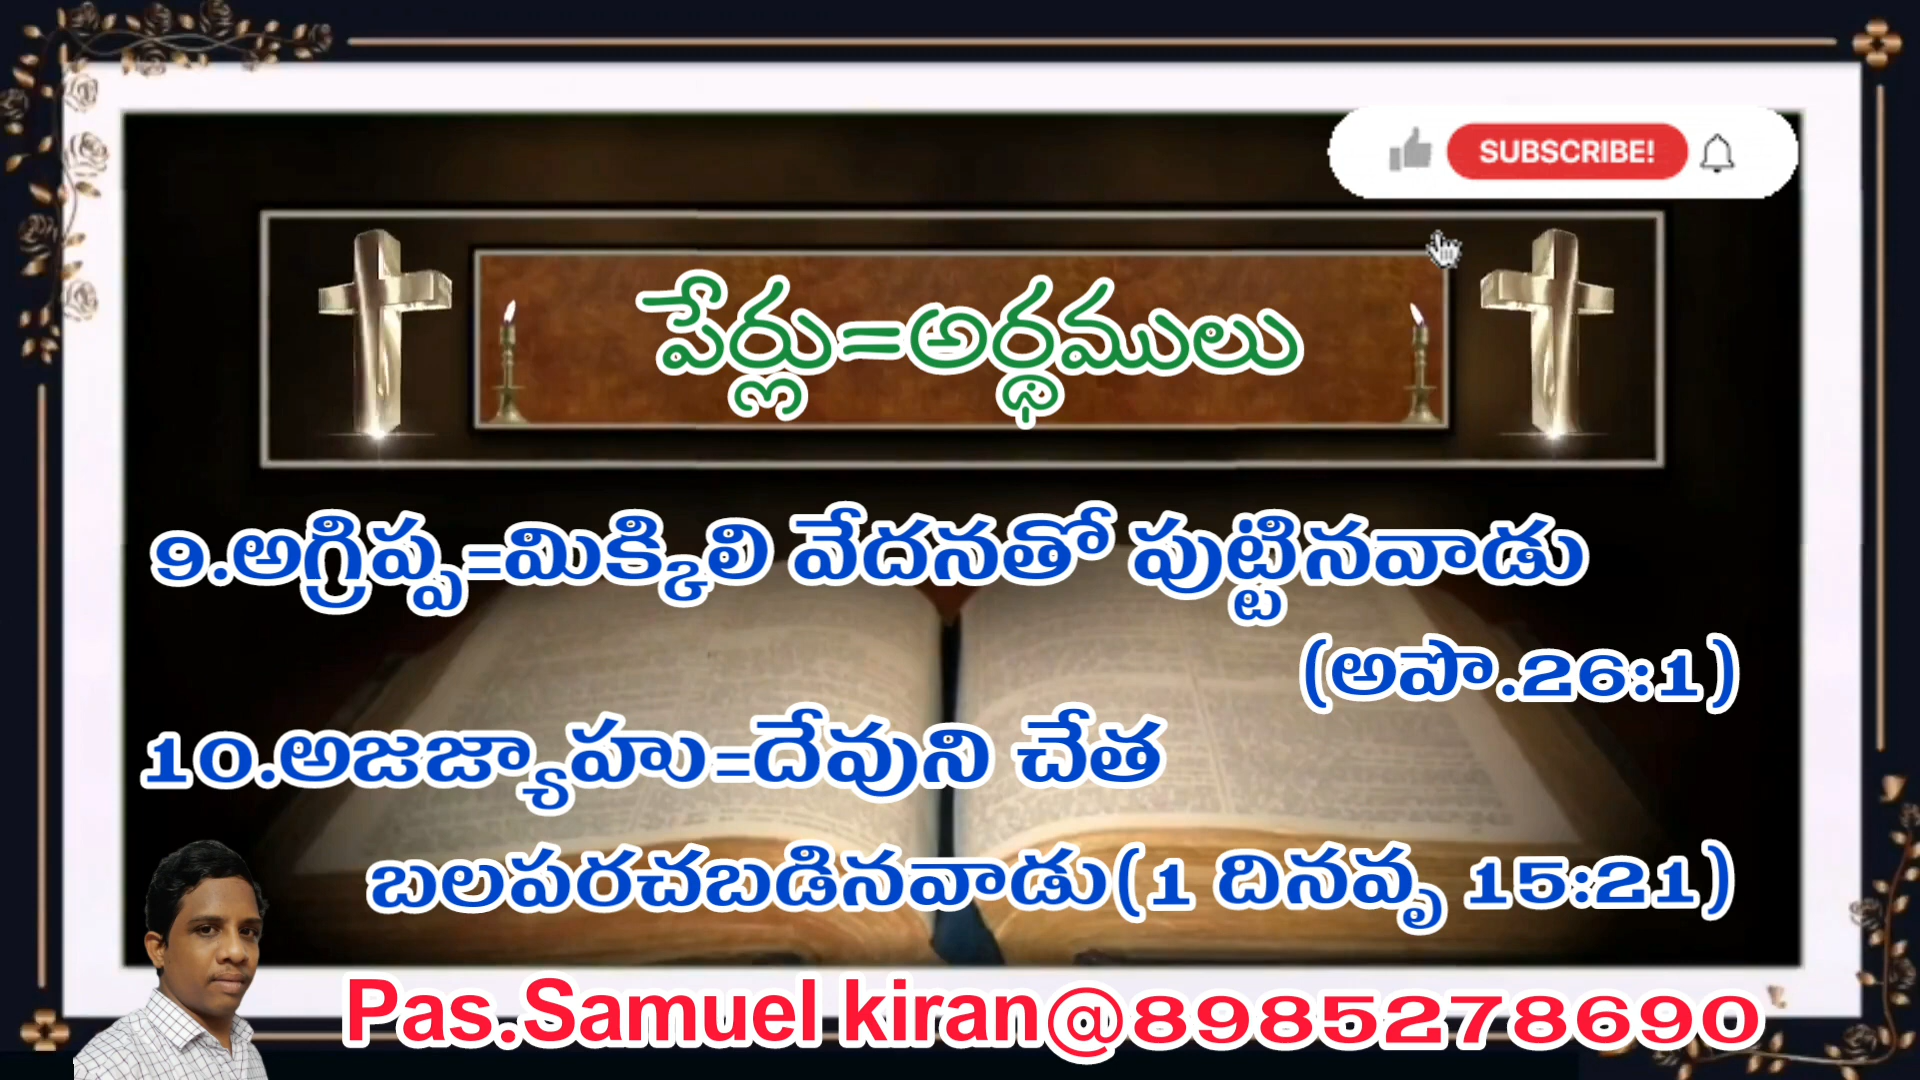 SUBSCRIBE!
పేర్లు=అర్ధములు
9.అగ్రిప్ప=మిక్కిలి వేదనతో పుట్టినవాడు
(అపొ.26:1)
10.అజజ్యాహు=దేవుని చేత
బలపరచబడినవాడు(1 దినవృ 15:21)
Pas.Samuel kiran@8985278690